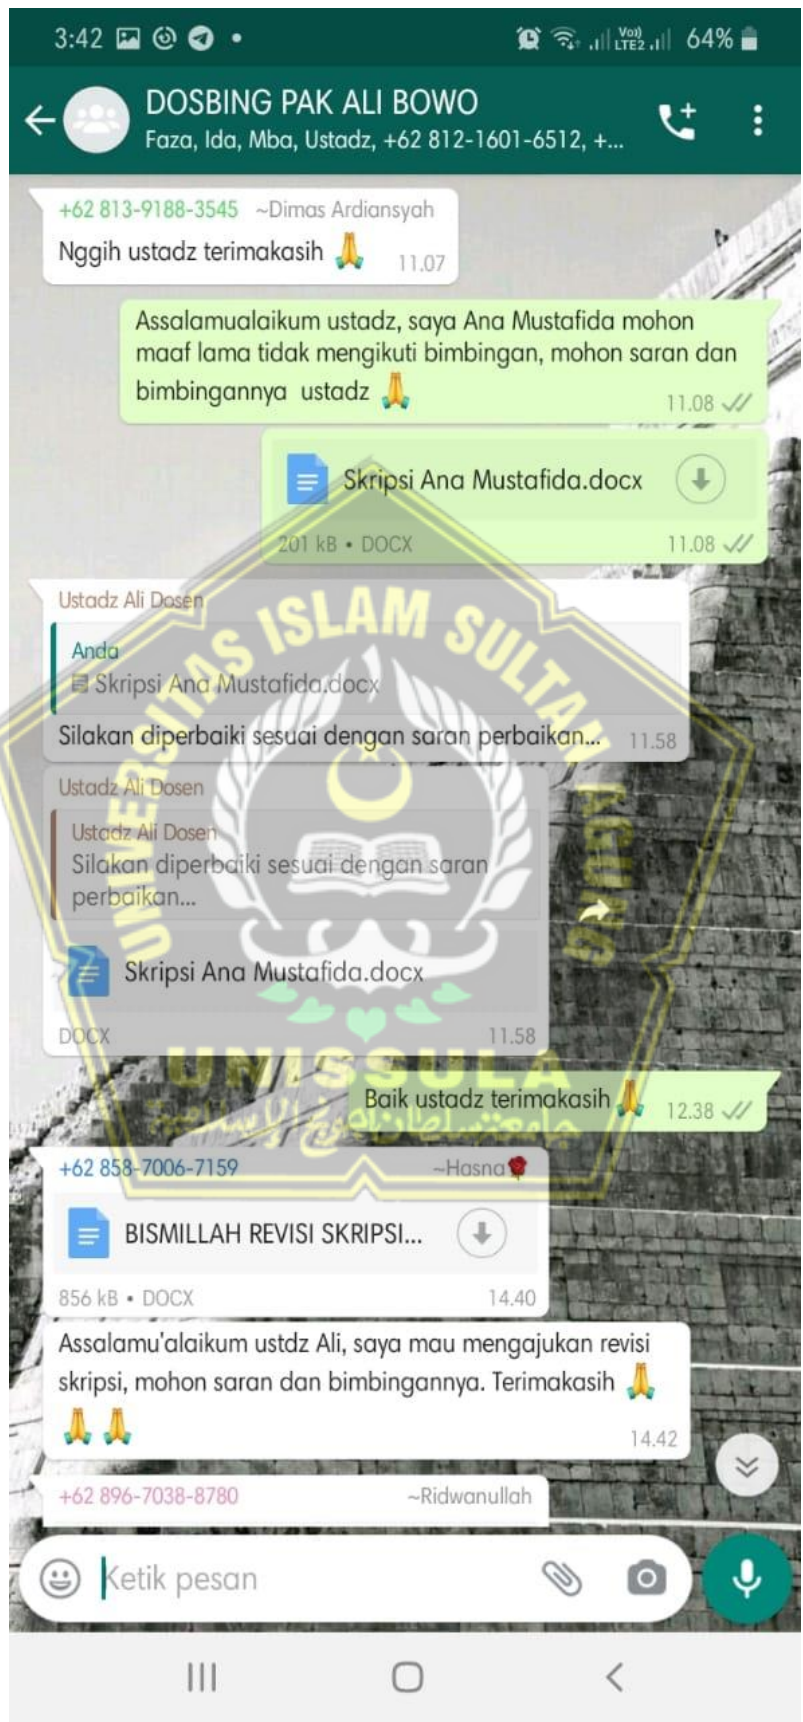 3:42 VoI) LTE2 64%
DOSBING PAK ALI BOWO
Faza, Ida, Mba, Ustadz, +62 812-1601-6512, +...
+62 813-9188-3545 ~Dimas Ardiansyah
Nggih ustadz terimakasih 🙏 11.07
Assalamualaikum ustadz, saya Ana Mustafida mohon
maaf lama tidak mengikuti bimbingan, mohon saran dan
bimbingannya ustadz 🙏 11.08
Skripsi Ana Mustafida.docx
201 kB • DOCX 11.08
Ustadz Ali Dosen
Anda
Skripsi Ana Mustafida.docx
Silakan diperbaiki sesuai dengan saran perbaikan... 11.58
Ustadz Ali Dosen
Ustadz Ali Dosen
Silakan diperbaiki sesuai dengan saran
perbaikan...
Skripsi Ana Mustafida.docx
DOCX 11.58
Baik ustadz terimakasih 🙏 12.38
+62 858-7006-7159 ~Hasna🌹
BISMILLAH REVISI SKRIPSI...
856 kB • DOCX 14.40
Assalamu'alaikum ustdz Ali, saya mau mengajukan revisi
skripsi, mohon saran dan bimbingannya. Terimakasih 🙏
🙏 🙏 14.42
+62 896-7038-8780 ~Ridwanullah
Ketik pesan
UNIVERSITAS ISLAM SULTAN AGUNG
UNISSULA
جامعتسلطان أجونج الإسلامية